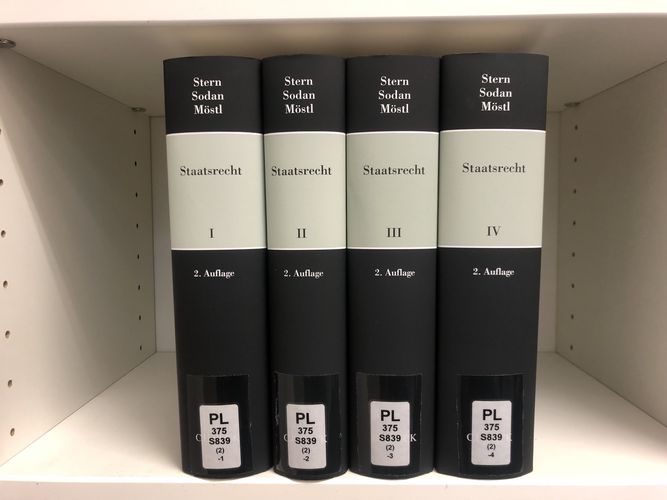 Stern
Sodan
Möstl
Staatsrecht
I
2. Auflage
PL
375
S839
(2)
-1
Stern
Sodan
Möstl
Staatsrecht
II
2. Auflage
PL
375
S839
(2)
-2
Stern
Sodan
Möstl
Staatsrecht
III
2. Auflage
PL
375
S839
(2)
-3
Stern
Sodan
Möstl
Staatsrecht
IV
2. Auflage
PL
375
S839
(2)
-4